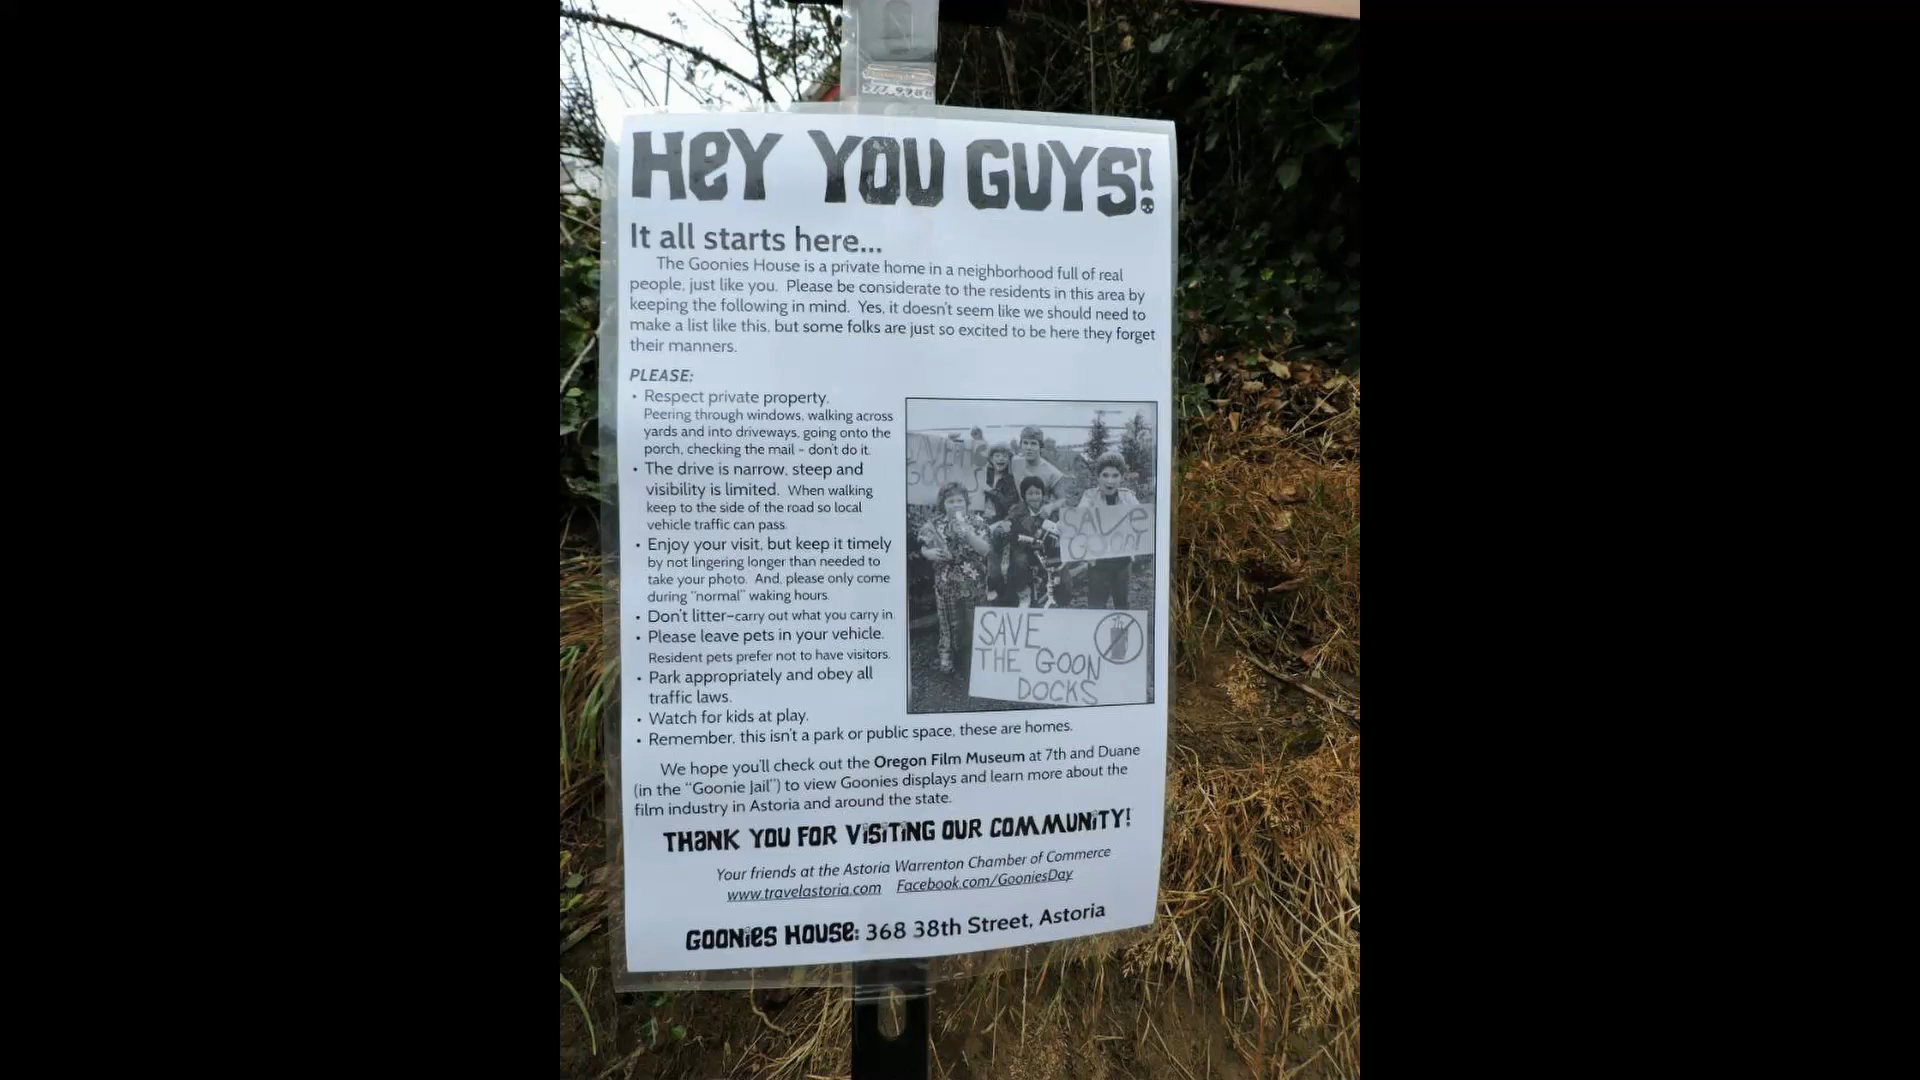 HeY YOU GUYS!
It all starts here...
The Goonies House is a private home in a neighborhood full of real
people, just like you. Please be considerate to the residents in this area by
keeping the following in mind. Yes, it doesn't seem like we should need to
make a list like this, but some folks are just so excited to be here they forget
their manners.
PLEASE:
• Respect private property.
Peering through windows, walking across
yards and into driveways, going onto the
porch, checking the mail - don't do it.
• The drive is narrow, steep and
visibility is limited. When walking
keep to the side of the road so local
vehicle traffic can pass.
• Enjoy your visit, but keep it timely
by not lingering longer than needed to
take your photo. And, please only come
during "normal" waking hours.
• Don't litter-carry out what you carry in.
• Please leave pets in your vehicle.
Resident pets prefer not to have visitors.
• Park appropriately and obey all
traffic laws.
• Watch for kids at play.
• Remember, this isn't a park or public space, these are homes.
SAVE
SAVE
THE GOON
DOCKS
We hope you'll check out the Oregon Film Museum at 7th and Duane
(in the "Goonie Jail") to view Goonies displays and learn more about the
film industry in Astoria and around the state.
THANK YOU FOR VISITING OUR COMMUNITY!
Your friends at the Astoria Warrenton Chamber of Commerce
www.travelastoria.com Facebook.com/GooniesDay
GOONIES HOUSE: 368 38th Street, Astoria